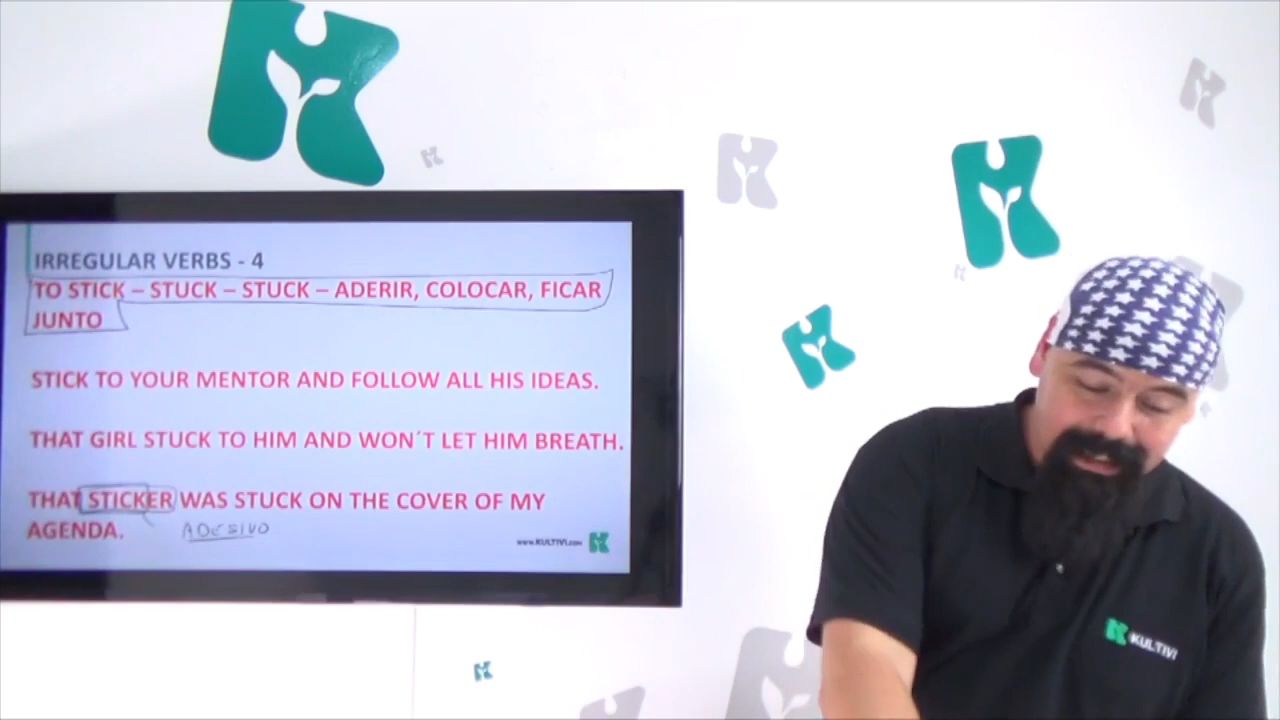 IRREGULAR VERBS - 4
TO STICK – STUCK – STUCK – ADERIR, COLOCAR, FICAR
JUNTO
STICK TO YOUR MENTOR AND FOLLOW ALL HIS IDEAS.
THAT GIRL STUCK TO HIM AND WON´T LET HIM BREATH.
THAT STICKER WAS STUCK ON THE COVER OF MY
AGENDA.
ADESIVO
www.KULTIVI.com
KULTIVI